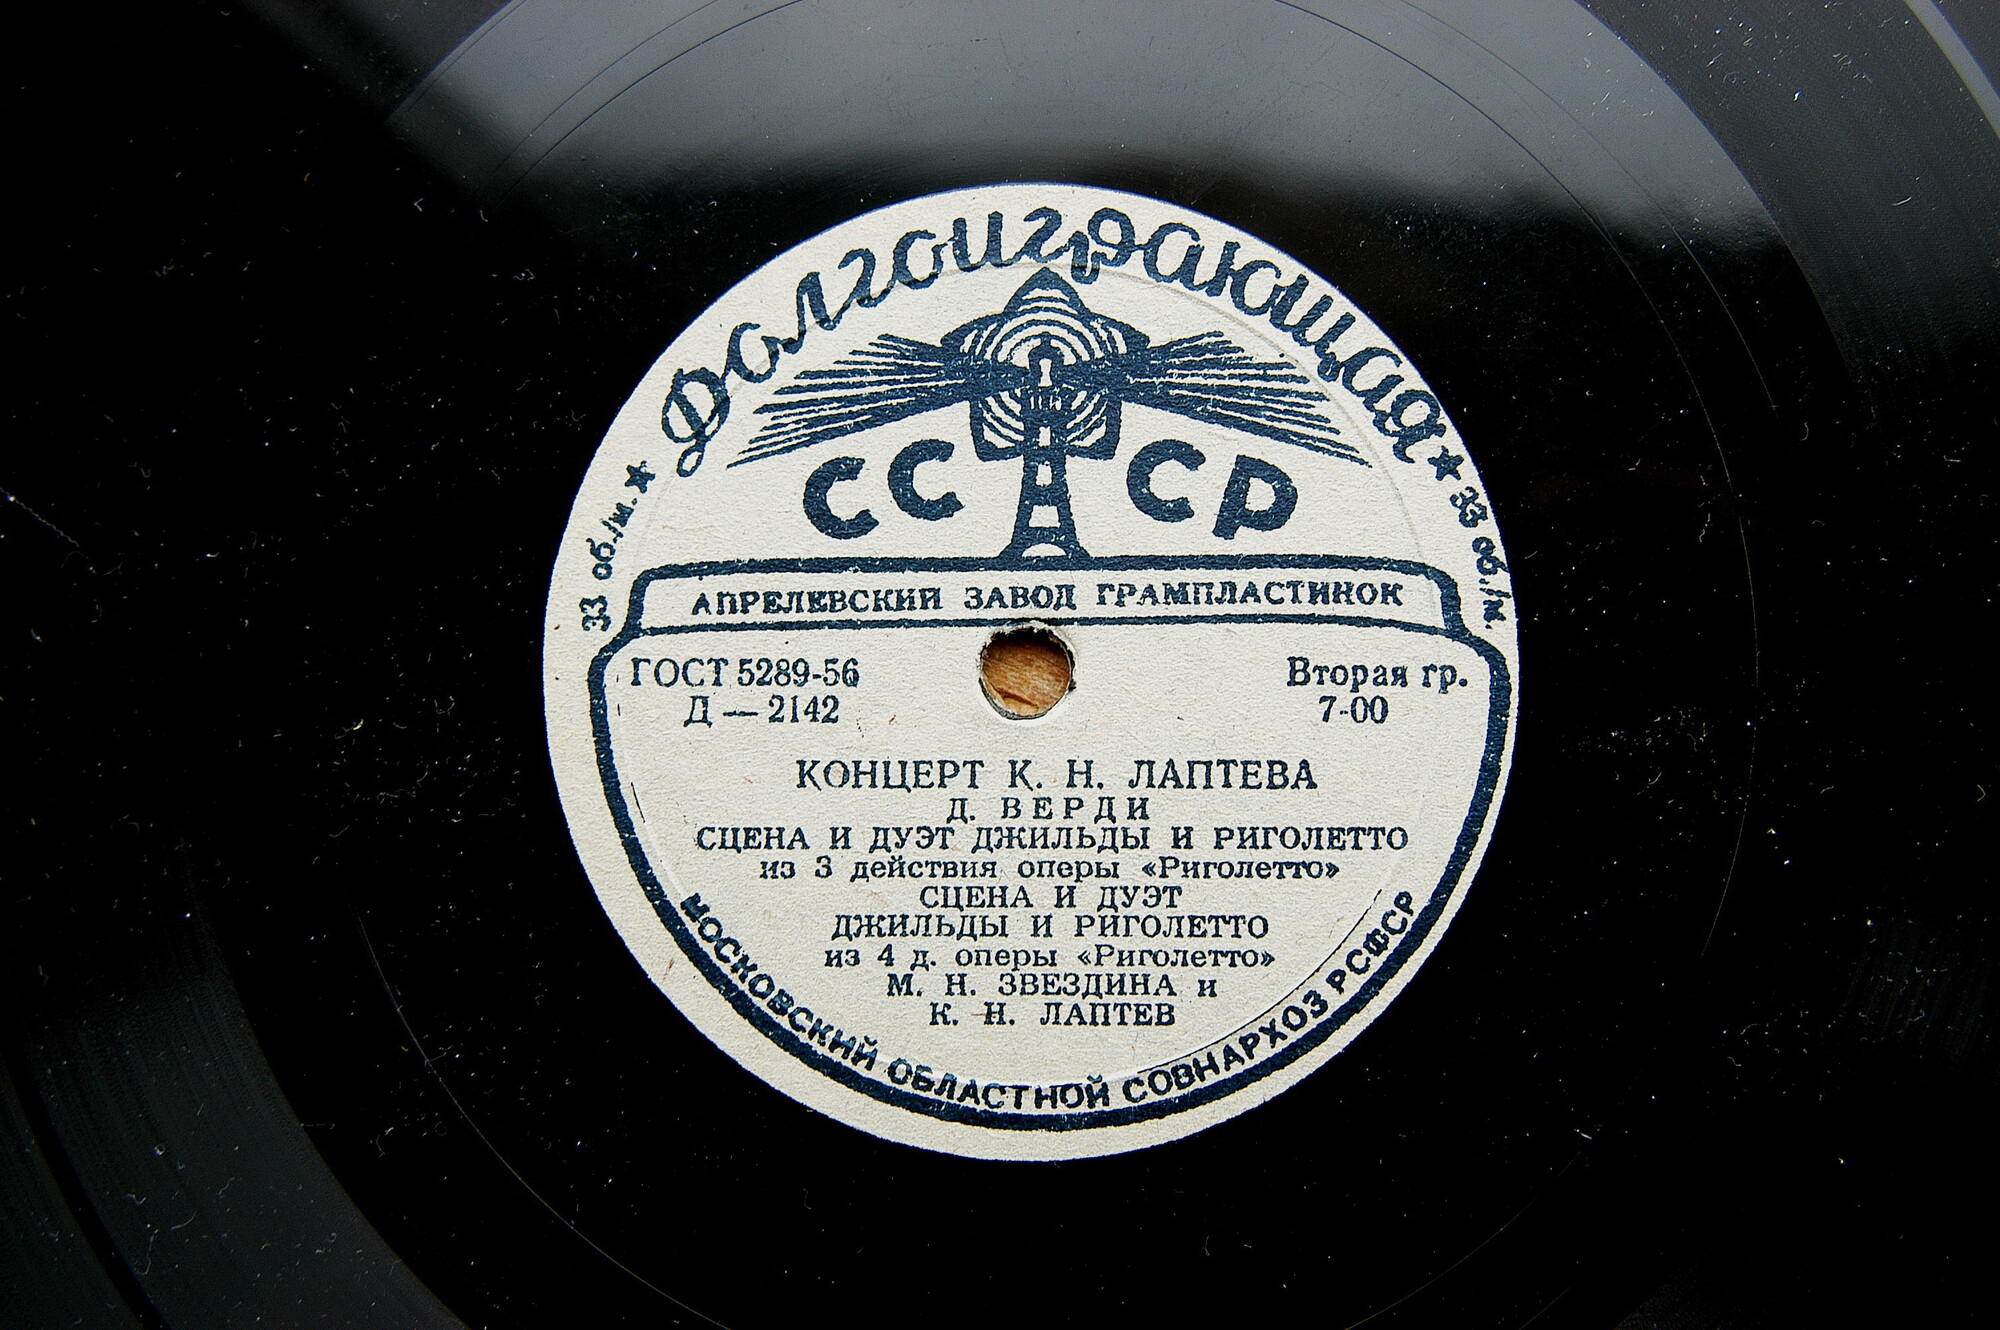 Долгоиграющая
★ 33 об./м.
33 об./м. ★
СССР
АПРЕЛЕВСКИЙ ЗАВОД ГРАМПЛАСТИНОК
ГОСТ 5289-56
Д — 2142
Вторая гр.
7-00
КОНЦЕРТ К. Н. ЛАПТЕВА
Д. ВЕРДИ
СЦЕНА И ДУЭТ ДЖИЛЬДЫ И РИГОЛЕТТО
из 3 действия оперы «Риголетто»
СЦЕНА И ДУЭТ
ДЖИЛЬДЫ И РИГОЛЕТТО
из 4 д. оперы «Риголетто»
М. Н. ЗВЕЗДИНА и
К. Н. ЛАПТЕВ
МОСКОВСКИЙ ОБЛАСТНОЙ СОВНАРХОЗ РСФСР